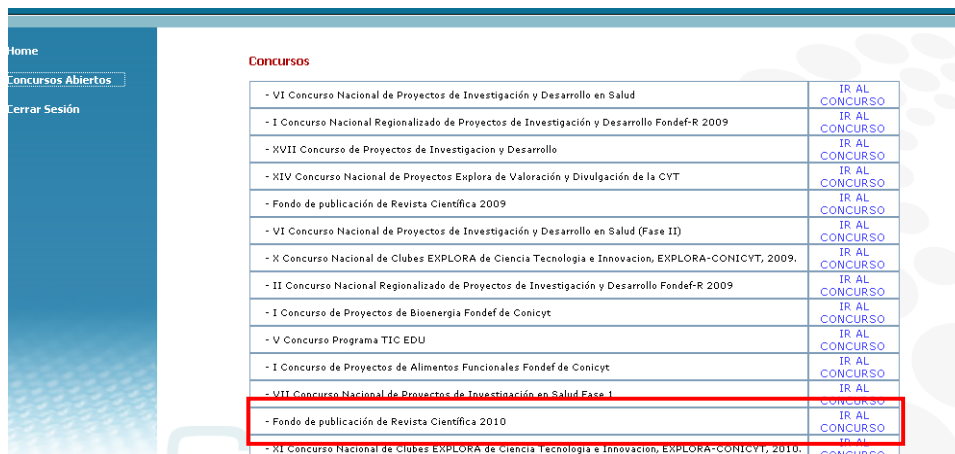 Home
Concursos Abiertos
Cerrar Sesión
Concursos
- VI Concurso Nacional de Proyectos de Investigación y Desarrollo en Salud
IR AL
CONCURSO
- I Concurso Nacional Regionalizado de Proyectos de Investigación y Desarrollo Fondef-R 2009
IR AL
CONCURSO
- XVII Concurso de Proyectos de Investigacion y Desarrollo
IR AL
CONCURSO
- XIV Concurso Nacional de Proyectos Explora de Valoración y Divulgación de la CYT
IR AL
CONCURSO
- Fondo de publicación de Revista Científica 2009
IR AL
CONCURSO
- VI Concurso Nacional de Proyectos de Investigación y Desarrollo en Salud (Fase II)
IR AL
CONCURSO
- X Concurso Nacional de Clubes EXPLORA de Ciencia Tecnologia e Innovacion, EXPLORA-CONICYT, 2009.
IR AL
CONCURSO
- II Concurso Nacional Regionalizado de Proyectos de Investigación y Desarrollo Fondef-R 2009
IR AL
CONCURSO
- I Concurso de Proyectos de Bioenergia Fondef de Conicyt
IR AL
CONCURSO
- V Concurso Programa TIC EDU
IR AL
CONCURSO
- I Concurso de Proyectos de Alimentos Funcionales Fondef de Conicyt
IR AL
CONCURSO
- VII Concurso Nacional de Proyectos de Investigación en Salud Fase 1
IR AL
CONCURSO
- Fondo de publicación de Revista Científica 2010
IR AL
CONCURSO
- XI Concurso Nacional de Clubes EXPLORA de Ciencia Tecnologia e Innovacion, EXPLORA-CONICYT, 2010.
IR AL
CONCURSO